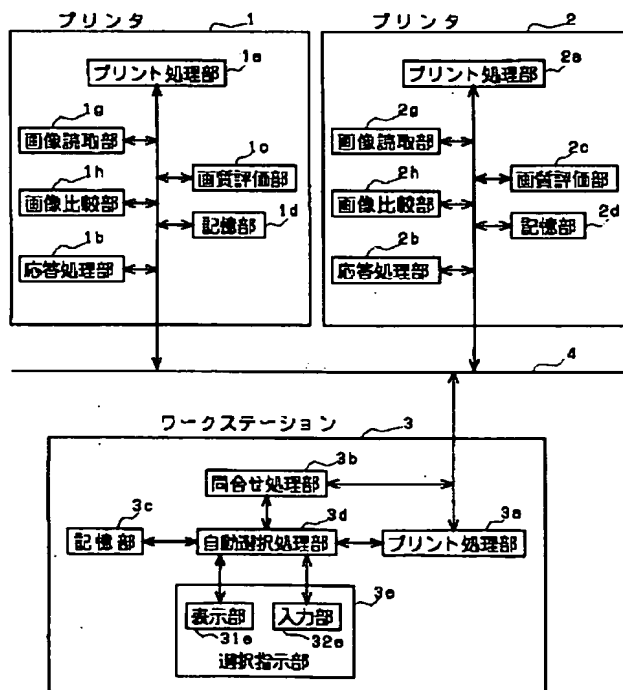 プリンタ 1
プリンタ 2
プリント処理部 1a
プリント処理部 2a
画像読取部 1g
画質評価部 1c
画像比較部 1h
記憶部 1d
応答処理部 1b
画像読取部 2g
画質評価部 2c
画像比較部 2h
記憶部 2d
応答処理部 2b
4
ワークステーション 3
問合せ処理部 3b
記憶部 3c
自動選択処理部 3d
プリント処理部 3a
3e
表示部 31e
入力部 32e
選択指示部